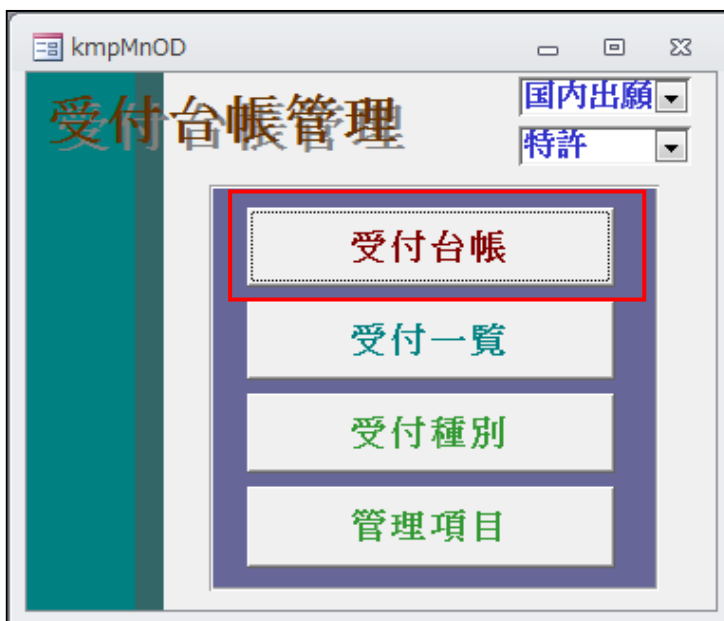 kmpMnOD
受付台帳管理
国内出願
特許
受付台帳
受付一覧
受付種別
管理項目